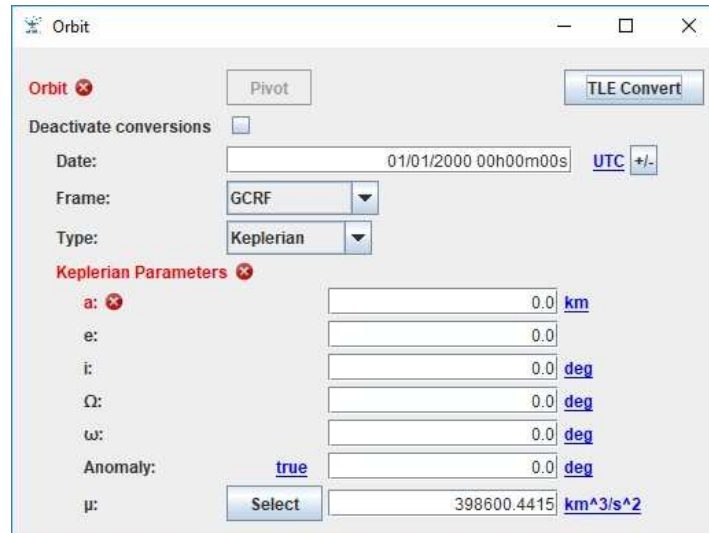 Orbit
Orbit Pivot TLE Convert
Deactivate conversions
Date: 01/01/2000 00h00m00s UTC +/-
Frame: GCRF
Type: Keplerian
Keplerian Parameters
a: 0.0 km
e: 0.0
i: 0.0 deg
Ω: 0.0 deg
ω: 0.0 deg
Anomaly: true 0.0 deg
μ: Select 398600.4415 km^3/s^2